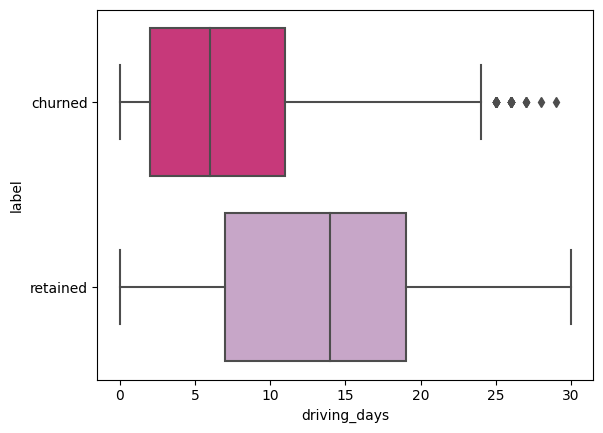 churned
retained
label
0 5 10 15 20 25 30
driving_days